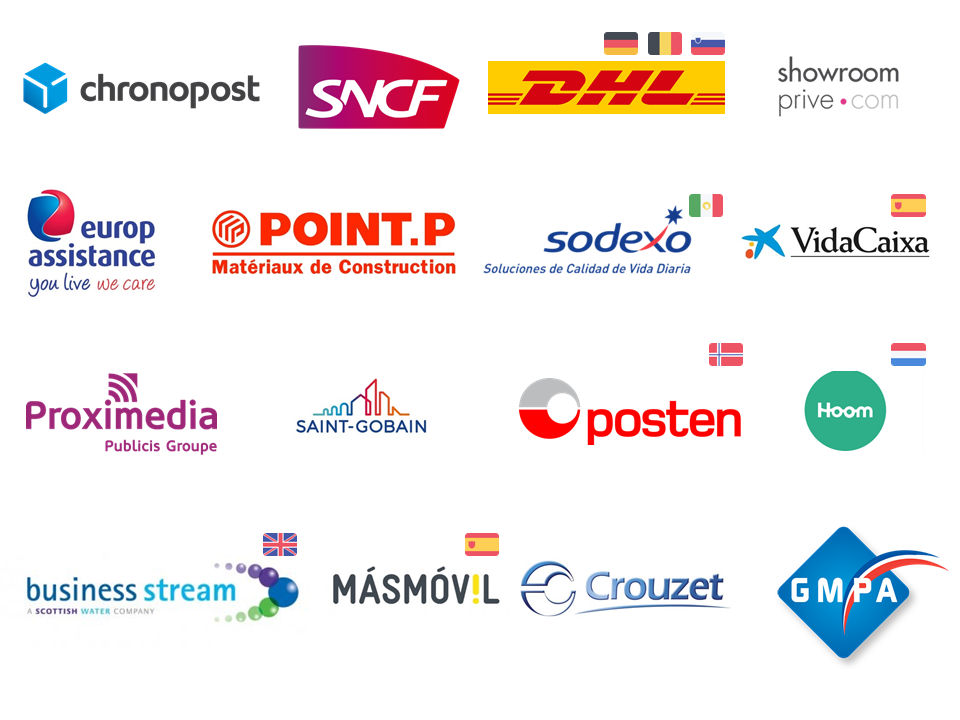 chronopost
SNCF
DHL
showroom
prive.com
europ
assistance
you live we care
POINT.P
Matériaux de Construction
sodexo
Soluciones de Calidad de Vida Diaria
VidaCaixa
Proximedia
Publicis Groupe
SAINT-GOBAIN
posten
Hoom
business stream
A SCOTTISH WATER COMPANY
MÁSMÓV!L
Crouzet
GMPA